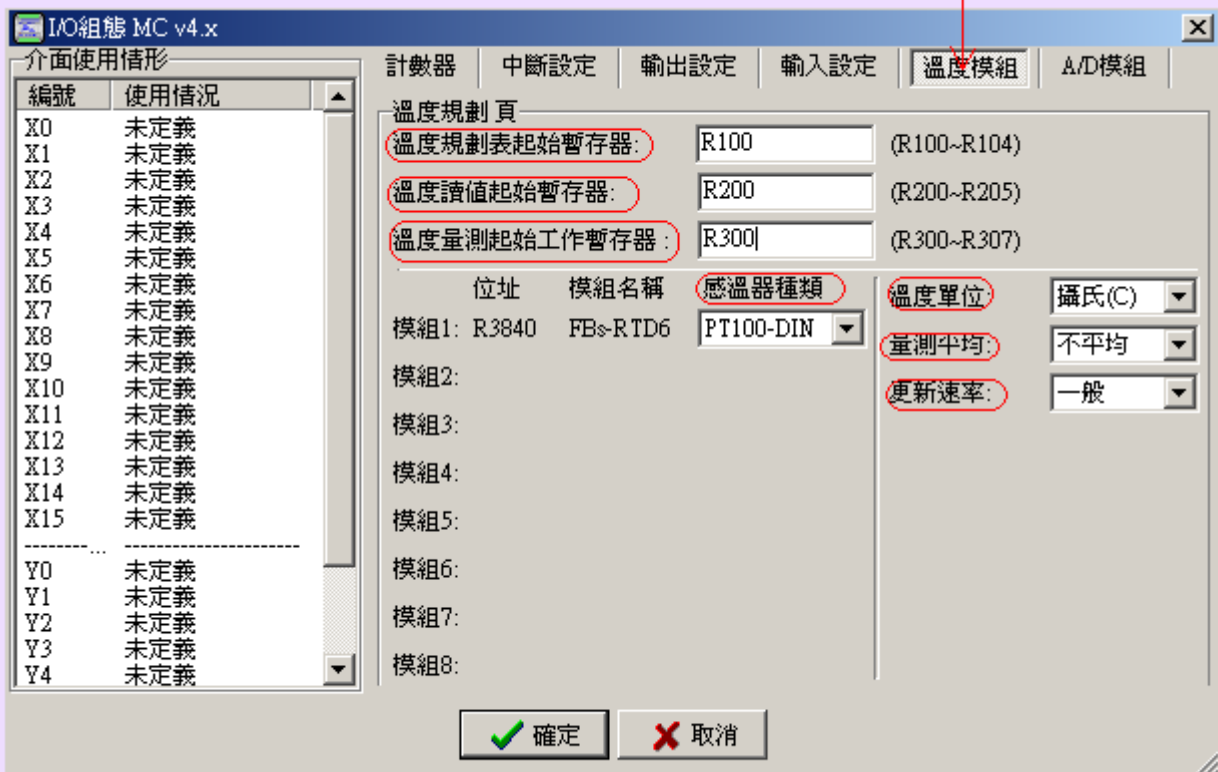 I/O組態 MC v4.x
介面使用情形
編號 使用情況
X0 未定義
X1 未定義
X2 未定義
X3 未定義
X4 未定義
X5 未定義
X6 未定義
X7 未定義
X8 未定義
X9 未定義
X10 未定義
X11 未定義
X12 未定義
X13 未定義
X14 未定義
X15 未定義
--------... ----------------------
Y0 未定義
Y1 未定義
Y2 未定義
Y3 未定義
Y4 未定義
計數器 中斷設定 輸出設定 輸入設定 溫度模組 A/D模組
溫度規劃 頁
溫度規劃表起始暫存器: R100 (R100~R104)
溫度讀值起始暫存器: R200 (R200~R205)
溫度量測起始工作暫存器 : R300 (R300~R307)
位址 模組名稱 感溫器種類
模組1: R3840 FBs-RTD6 PT100-DIN
模組2:
模組3:
模組4:
模組5:
模組6:
模組7:
模組8:
溫度單位: 攝氏(C)
量測平均: 不平均
更新速率: 一般
確定 取消